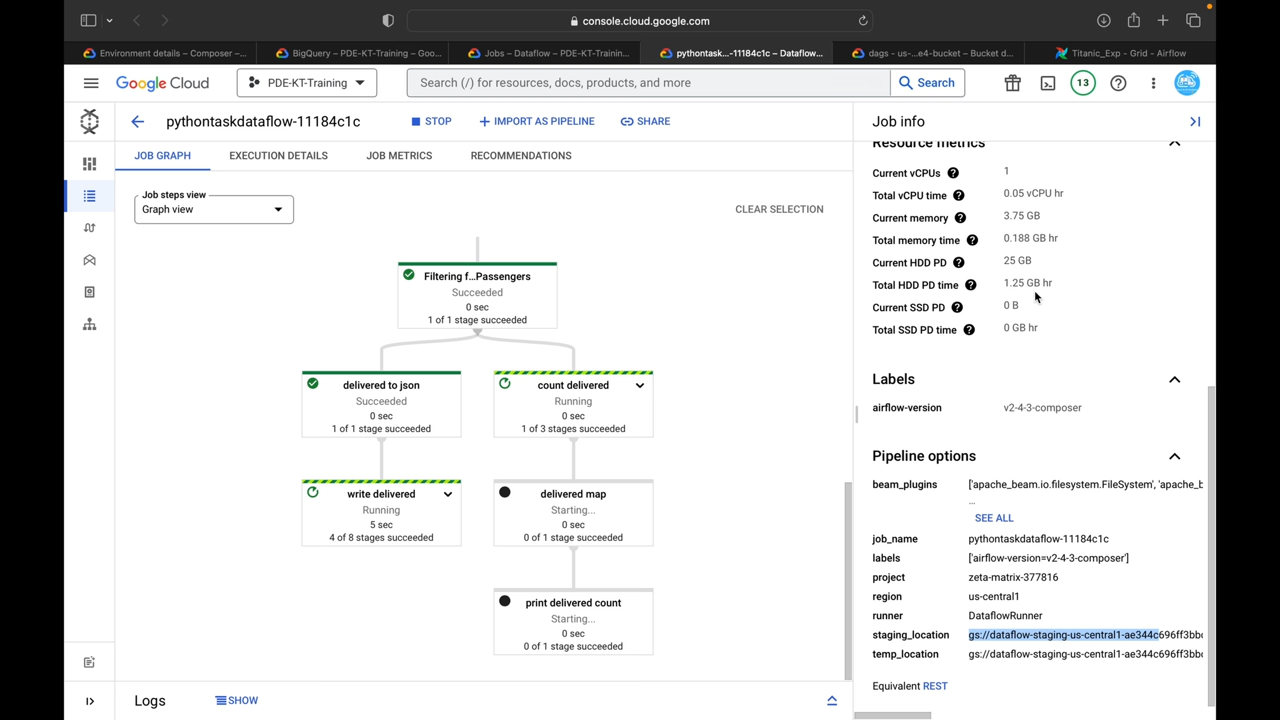 console.cloud.google.com
Environment details – Composer –...
BigQuery – PDE-KT-Training – Goo...
Jobs – Dataflow – PDE-KT-Trainin...
pythontask...-11184c1c – Dataflow...
dags - us-...e4-bucket – Bucket d...
Titanic_Exp - Grid - Airflow
Google Cloud
PDE-KT-Training
Search (/) for resources, docs, products, and more
Search
13
pythontaskdataflow-11184c1c
STOP
IMPORT AS PIPELINE
SHARE
JOB GRAPH
EXECUTION DETAILS
JOB METRICS
RECOMMENDATIONS
Job steps view
Graph view
CLEAR SELECTION
Filtering f...Passengers
Succeeded
0 sec
1 of 1 stage succeeded
delivered to json
Succeeded
0 sec
1 of 1 stage succeeded
count delivered
Running
0 sec
1 of 3 stages succeeded
write delivered
Running
5 sec
4 of 8 stages succeeded
delivered map
Starting...
0 sec
0 of 1 stage succeeded
print delivered count
Starting...
0 sec
0 of 1 stage succeeded
Logs
SHOW
Job info
Resource metrics
Current vCPUs ? 1
Total vCPU time ? 0.05 vCPU hr
Current memory ? 3.75 GB
Total memory time ? 0.188 GB hr
Current HDD PD ? 25 GB
Total HDD PD time ? 1.25 GB hr
Current SSD PD ? 0 B
Total SSD PD time ? 0 GB hr
Labels
airflow-version v2-4-3-composer
Pipeline options
beam_plugins ['apache_beam.io.filesystem.FileSystem', 'apache_b
...
SEE ALL
job_name pythontaskdataflow-11184c1c
labels ['airflow-version=v2-4-3-composer']
project zeta-matrix-377816
region us-central1
runner DataflowRunner
staging_location gs://dataflow-staging-us-central1-ae344c696ff3bb
temp_location gs://dataflow-staging-us-central1-ae344c696ff3bb
Equivalent REST